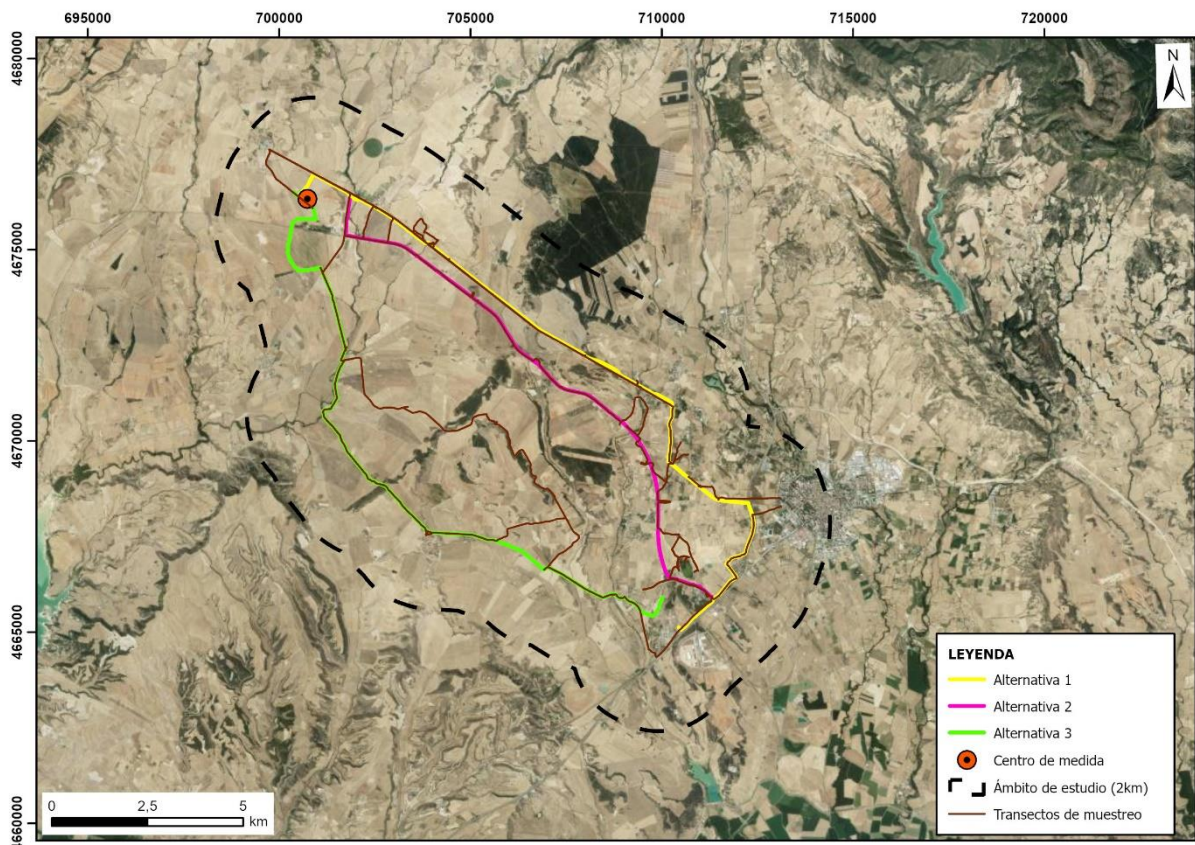 695000 700000 705000 710000 715000 720000
4680000
4675000
4670000
4665000
4660000
N
LEYENDA
Alternativa 1
Alternativa 2
Alternativa 3
Centro de medida
Ámbito de estudio (2km)
Transectos de muestreo
0 2,5 5
km